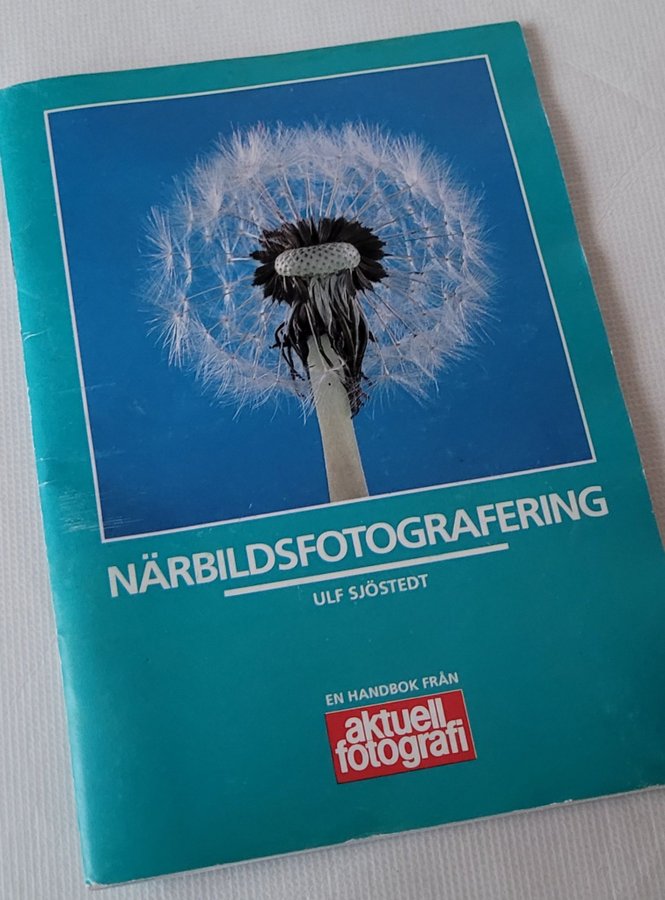 NÄRBILDSFOTOGRAFERING
ULF SJÖSTEDT
EN HANDBOK FRÅN
aktuell
fotografi